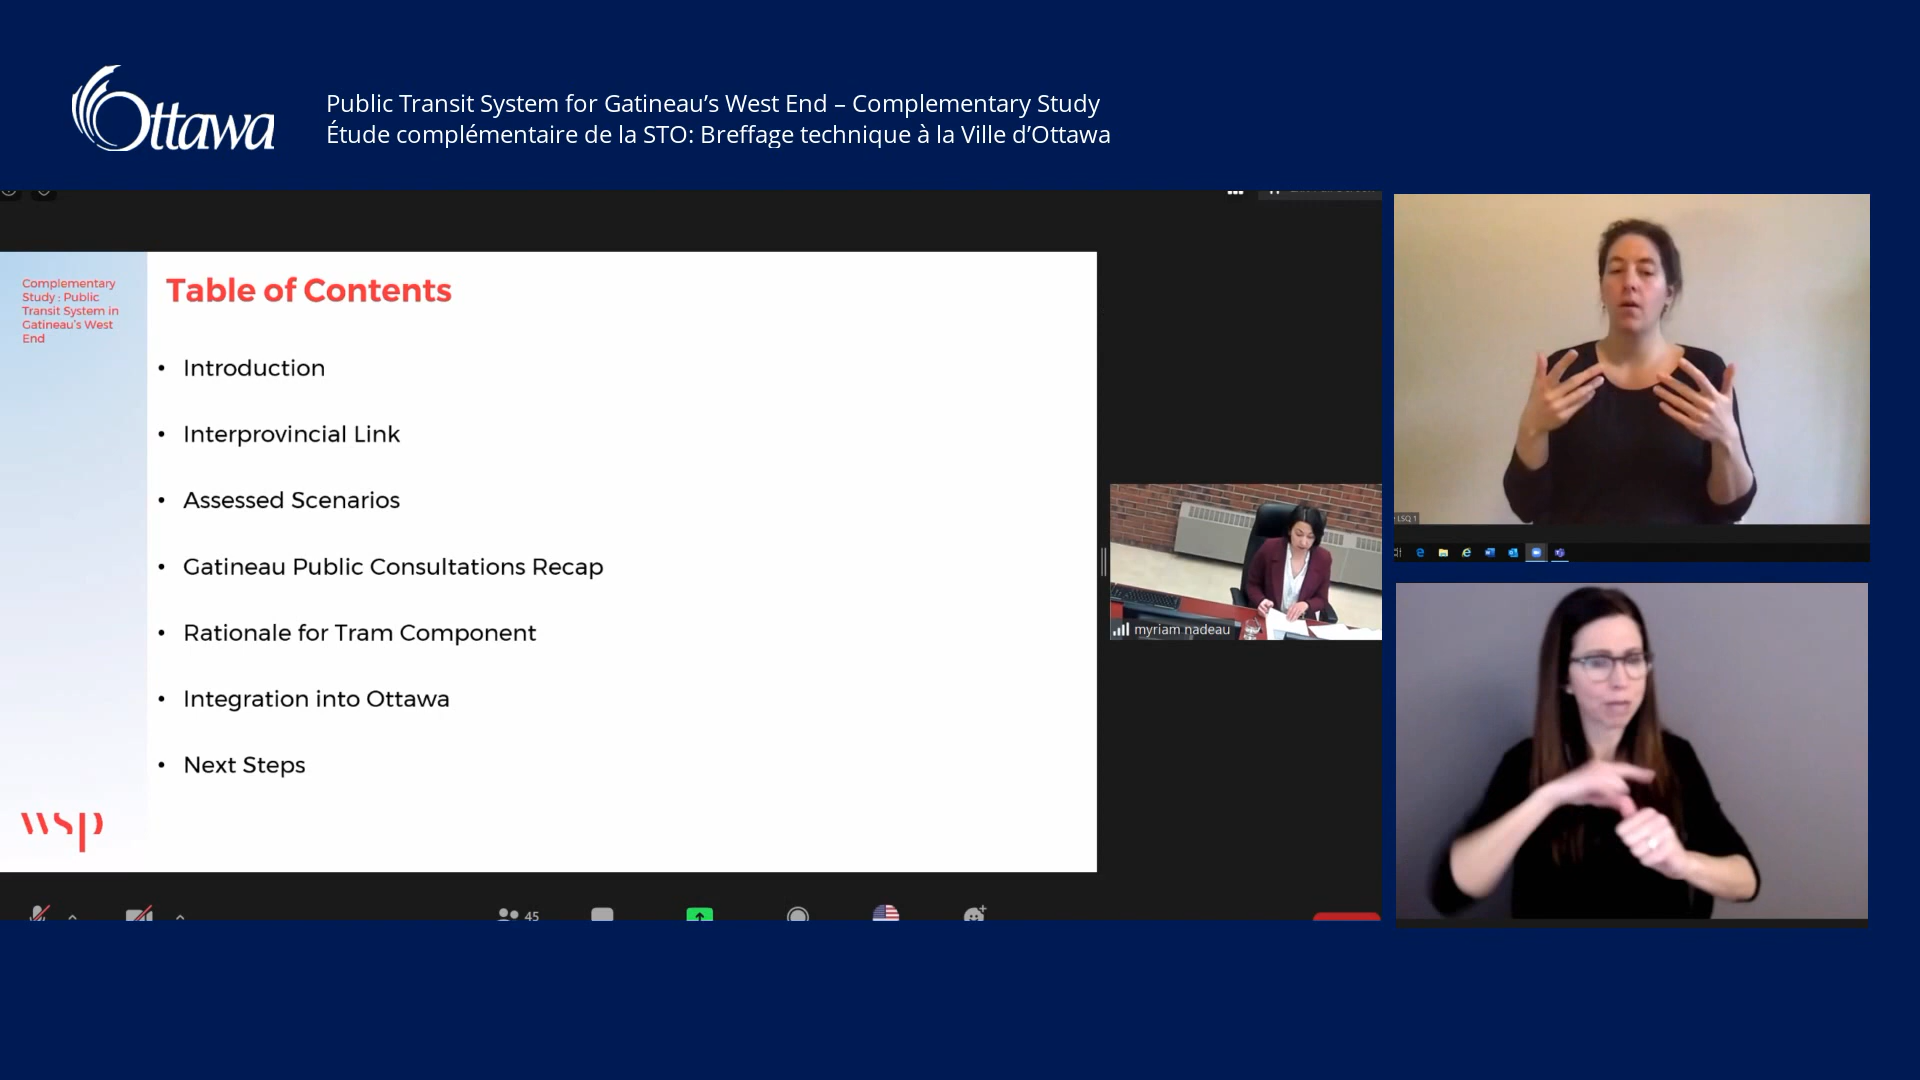 Ottawa
Public Transit System for Gatineau’s West End – Complementary Study
Étude complémentaire de la STO: Breffage technique à la Ville d’Ottawa
Complementary
Study : Public
Transit System in
Gatineau's West
End
Table of Contents
• Introduction
• Interprovincial Link
• Assessed Scenarios
• Gatineau Public Consultations Recap
• Rationale for Tram Component
• Integration into Ottawa
• Next Steps
wsp
myriam nadeau
LSQ 1
45